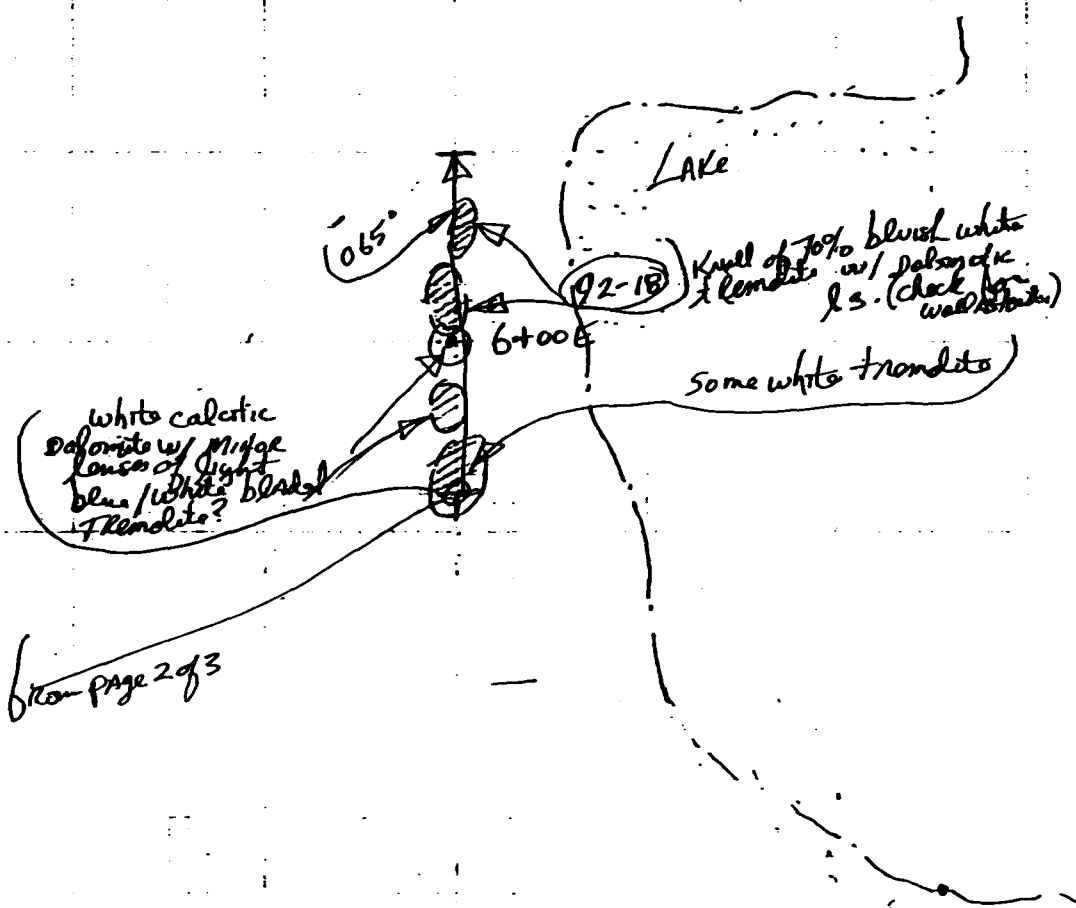 LAKE
065°
92-18
Knoll of 70% bluish white
tremolite w/ Dolomitic
ls. (check for
wollastonite)
6+00E
some white tremolite
white calcitic
Dolomite w/ Minor
lenses of light
blue/white bladed
Tremolite?
from page 2 of 3